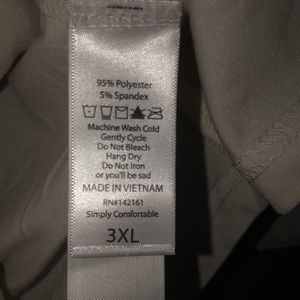 95% Polyester
5% Spandex
Machine Wash Cold
Gently Cycle
Do Not Bleach
Hang Dry
Do Not Iron
or you'll be sad
MADE IN VIETNAM
RN#142161
Simply Comfortable
3XL